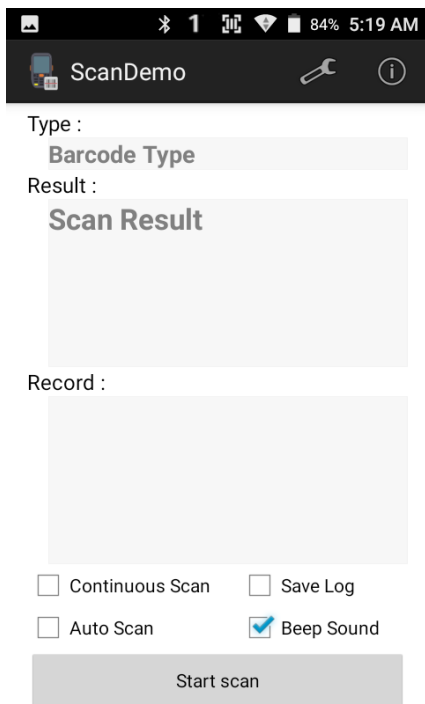 1 84% 5:19 AM
ScanDemo
Type :
Barcode Type
Result :
Scan Result
Record :
Continuous Scan Save Log
Auto Scan Beep Sound
Start scan